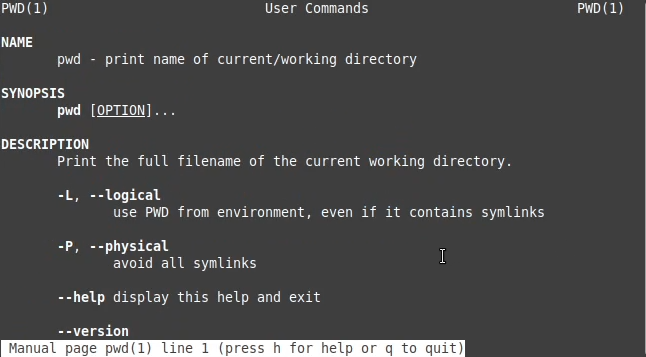 PWD(1) User Commands PWD(1)
NAME
pwd - print name of current/working directory
SYNOPSIS
pwd [OPTION]...
DESCRIPTION
Print the full filename of the current working directory.
-L, --logical
use PWD from environment, even if it contains symlinks
-P, --physical
avoid all symlinks
--help display this help and exit
--version
Manual page pwd(1) line 1 (press h for help or q to quit)